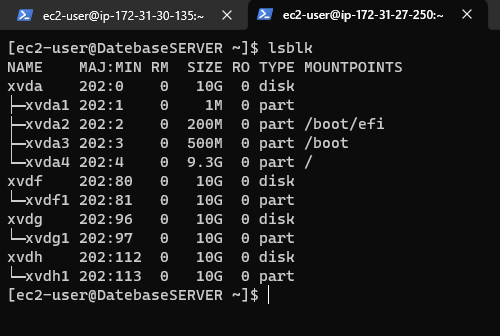 ec2-user@ip-172-31-30-135:~ ec2-user@ip-172-31-27-250:~
[ec2-user@DatebaseSERVER ~]$ lsblk
NAME    MAJ:MIN RM  SIZE RO TYPE MOUNTPOINTS
xvda    202:0    0   10G  0 disk
├─xvda1 202:1    0    1M  0 part
├─xvda2 202:2    0  200M  0 part /boot/efi
├─xvda3 202:3    0  500M  0 part /boot
└─xvda4 202:4    0  9.3G  0 part /
xvdf    202:80   0   10G  0 disk
└─xvdf1 202:81   0   10G  0 part
xvdg    202:96   0   10G  0 disk
└─xvdg1 202:97   0   10G  0 part
xvdh    202:112  0   10G  0 disk
└─xvdh1 202:113  0   10G  0 part
[ec2-user@DatebaseSERVER ~]$